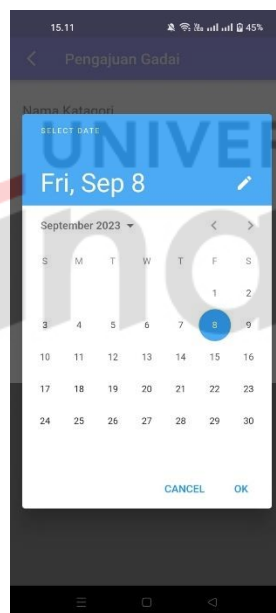 15.11 45%
Pengajuan Gadai
Nama Katagori
SELECT DATE
Fri, Sep 8
September 2023
S M T W T F S
1 2
3 4 5 6 7 8 9
10 11 12 13 14 15 16
17 18 19 20 21 22 23
24 25 26 27 28 29 30
CANCEL OK